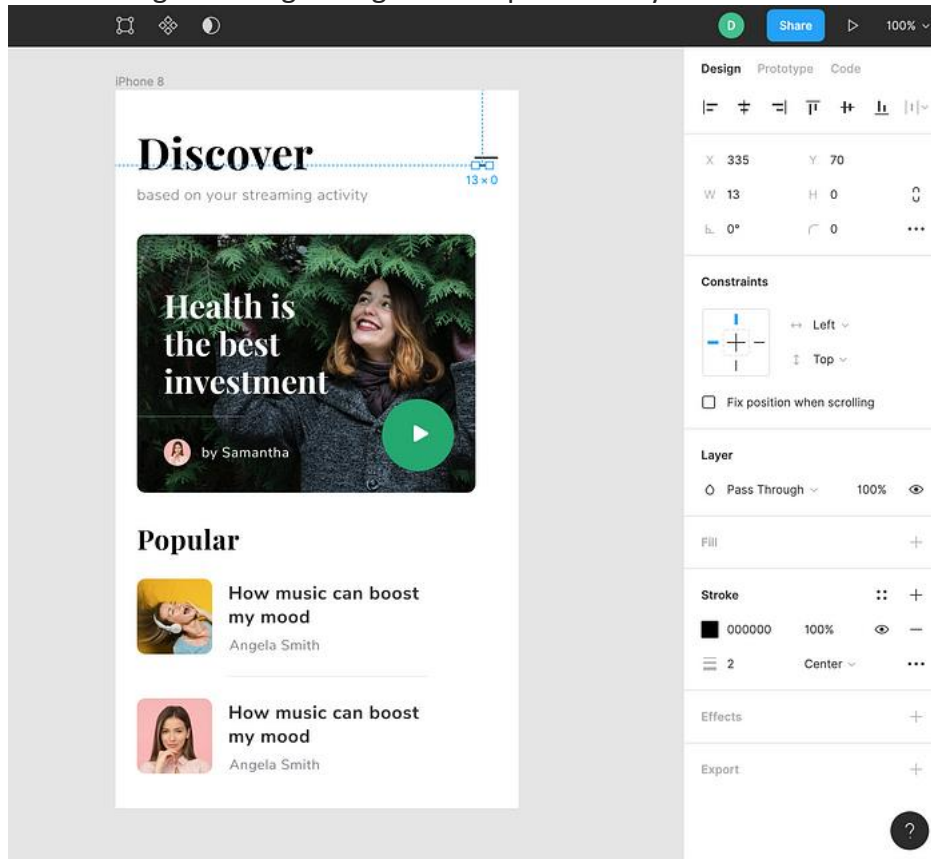 D Share 100%
iPhone 8
Design Prototype Code
Discover
13 × 0
based on your streaming activity
X 335 Y 70
W 13 H 0
0° 0
Health is
the best
investment
by Samantha
Constraints
Left
Top
Fix position when scrolling
Layer
Pass Through 100%
Popular
Fill
How music can boost
my mood
Angela Smith
Stroke
000000 100%
2 Center
How music can boost
my mood
Angela Smith
Effects
Export
?